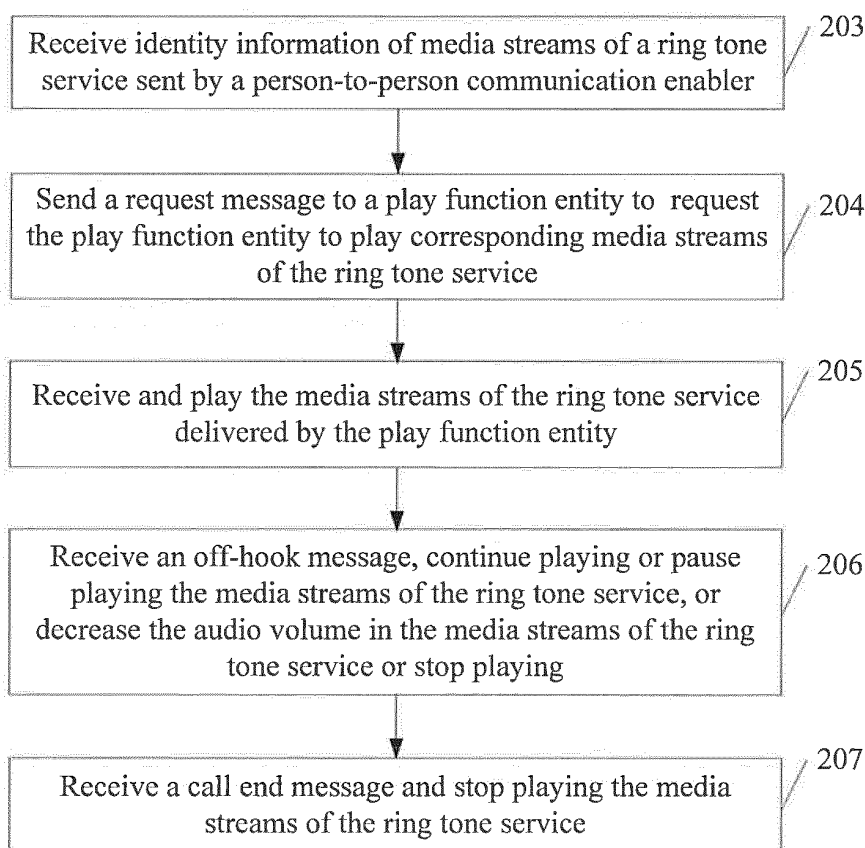 Receive identity information of media streams of a ring tone
service sent by a person-to-person communication enabler
203
Send a request message to a play function entity to request
the play function entity to play corresponding media streams
of the ring tone service
204
Receive and play the media streams of the ring tone service
delivered by the play function entity
205
Receive an off-hook message, continue playing or pause
playing the media streams of the ring tone service, or
decrease the audio volume in the media streams of the ring
tone service or stop playing
206
Receive a call end message and stop playing the media
streams of the ring tone service
207